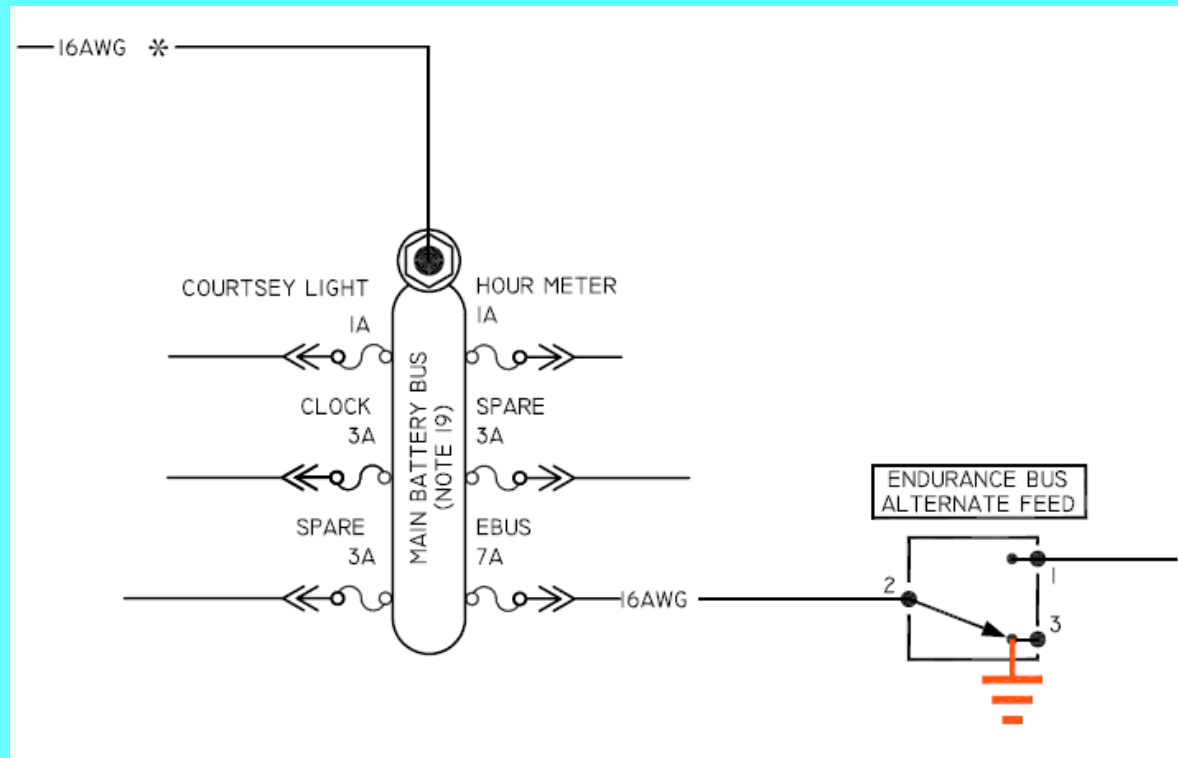 16AWG *
COURTSEY LIGHT
1A
HOUR METER
1A
CLOCK
3A
SPARE
3A
SPARE
3A
EBUS
7A
MAIN BATTERY BUS
(NOTE 19)
16AWG
ENDURANCE BUS
ALTERNATE FEED
2
1
3